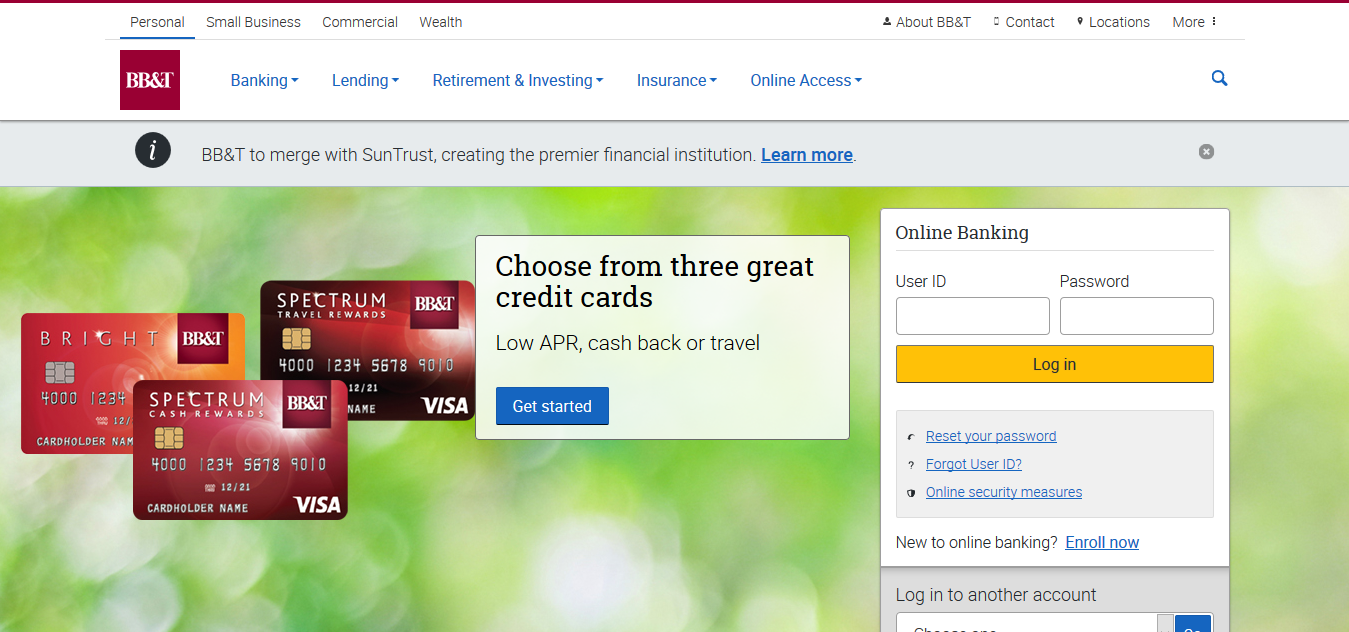 Personal Small Business Commercial Wealth
About BB&T Contact Locations More
BB&T Banking Lending Retirement & Investing Insurance Online Access
i BB&T to merge with SunTrust, creating the premier financial institution. Learn more.
BRIGHT BB&T
4000 1234
12/
CARDHOLDER NAM
SPECTRUM BB&T
TRAVEL REWARDS
4000 1234 5678 9010
12/21
NAME VISA
SPECTRUM BB&T
CASH REWARDS
4000 1234 5678 9010
12/21
CARDHOLDER NAME VISA
Choose from three great
credit cards
Low APR, cash back or travel
Get started
Online Banking
User ID Password
Log in
Reset your password
? Forgot User ID?
Online security measures
New to online banking? Enroll now
Log in to another account
Choose one
Go